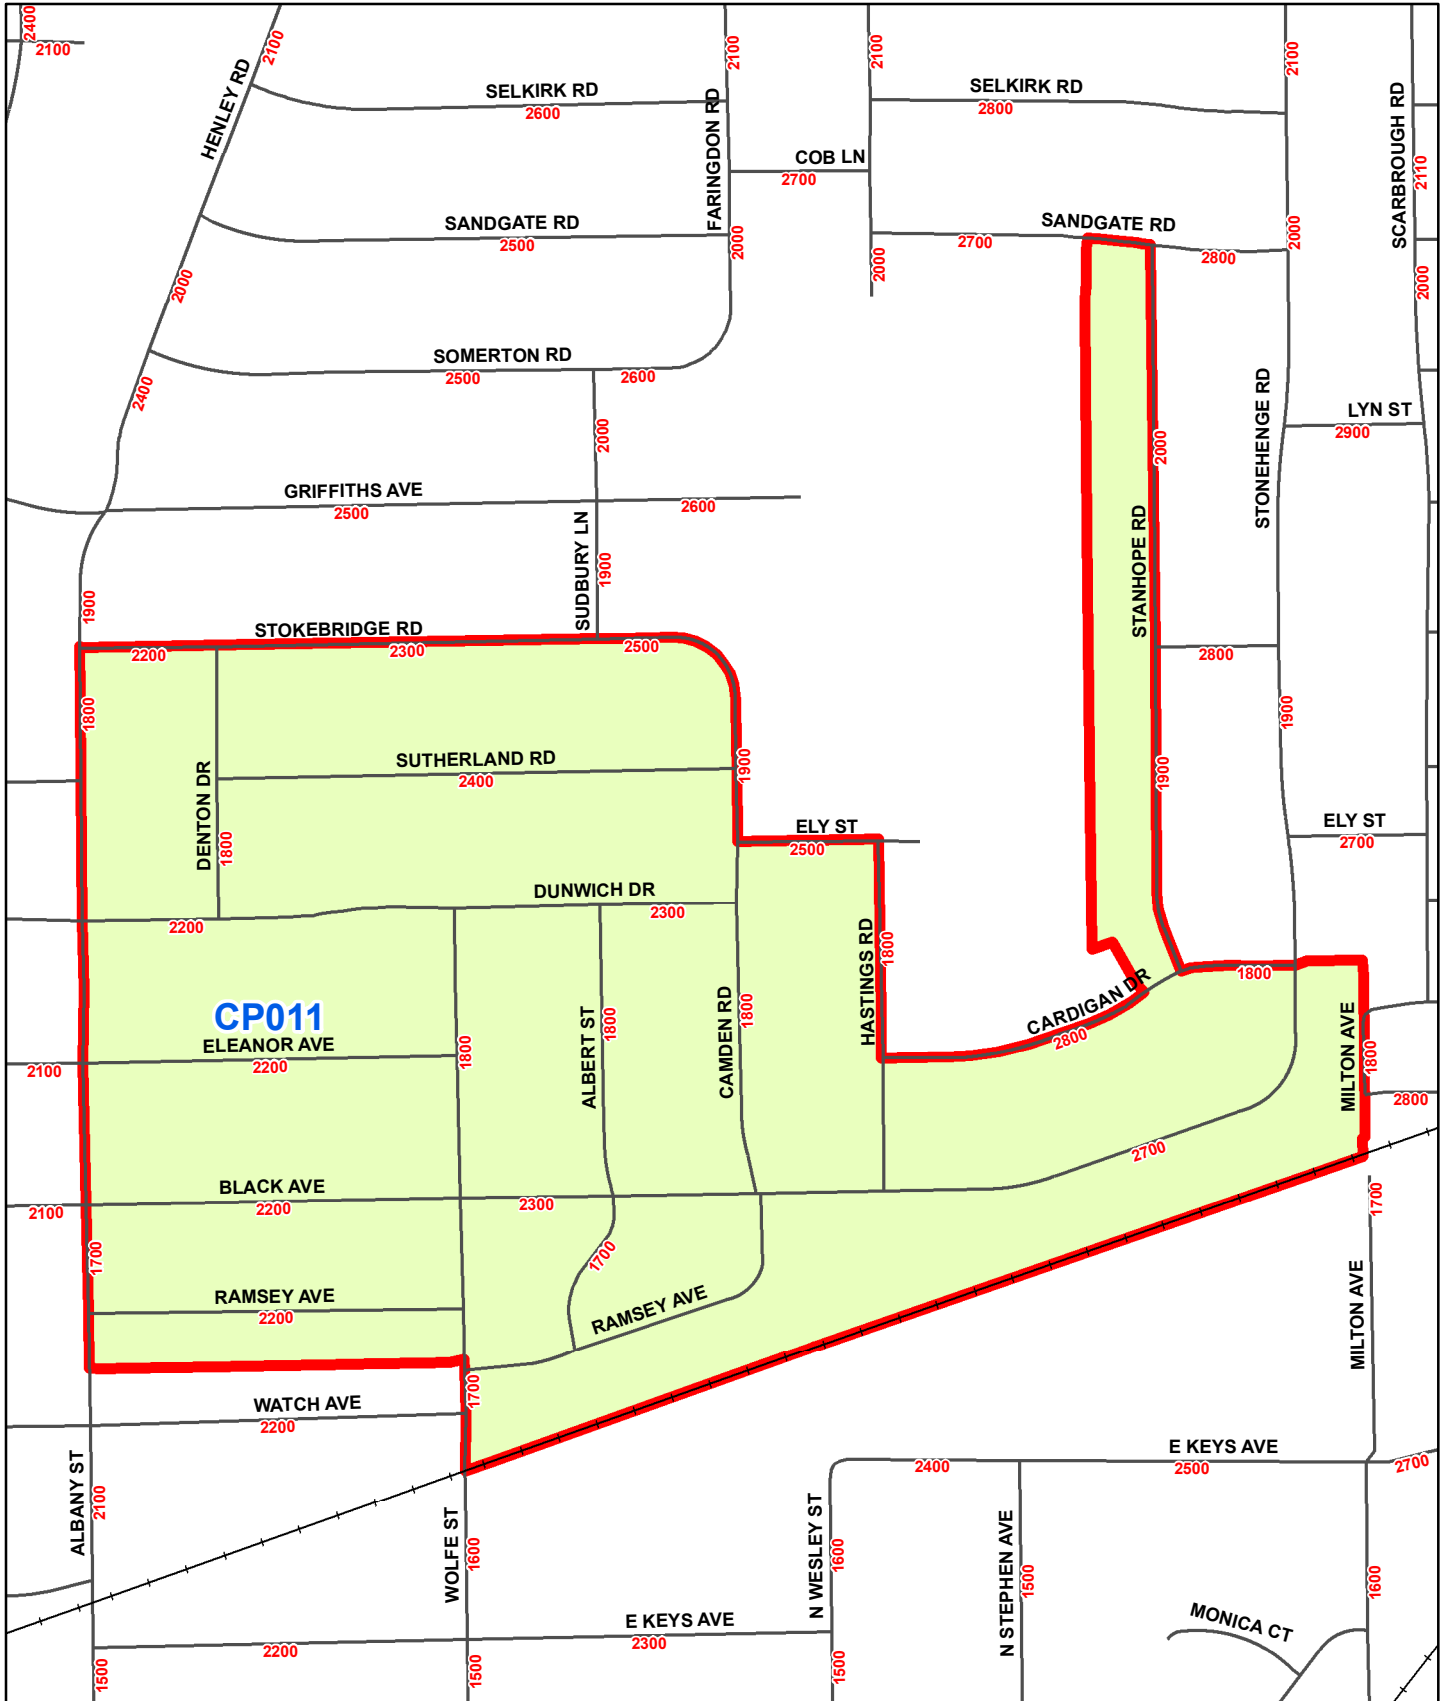 2400
2100
2100
HENLEY RD
SELKIRK RD
2600
2100
FARINGDON RD
2100
SELKIRK RD
2800
2100
SCARBROUGH RD
2110
COB LN
2700
SANDGATE RD
2500
2000
2000
SANDGATE RD
2700
2800
2000
2000
2000
SOMERTON RD
2500
2600
2400
2000
STONEHENGE RD
LYN ST
2900
GRIFFITHS AVE
2500
2600
2000
STANHOPE RD
SUDBURY LN
1900
1900
STOKEBRIDGE RD
2200
2300
2500
2800
1800
1900
SUTHERLAND RD
2400
1900
1900
DENTON DR
1800
ELY ST
2500
ELY ST
2700
DUNWICH DR
2200
2300
HASTINGS RD
1800
1800
CARDIGAN DR
2800
CP011
ELEANOR AVE
2100
2200
1800
ALBERT ST
1800
CAMDEN RD
1800
MILTON AVE
1800
2800
2700
BLACK AVE
2100
2200
2300
1700
1700
1700
RAMSEY AVE
2200
RAMSEY AVE
MILTON AVE
1700
WATCH AVE
2200
E KEYS AVE
2400
2500
2700
ALBANY ST
2100
WOLFE ST
1600
N WESLEY ST
1600
N STEPHEN AVE
1500
1600
MONICA CT
E KEYS AVE
2200
2300
1500
1500
1500